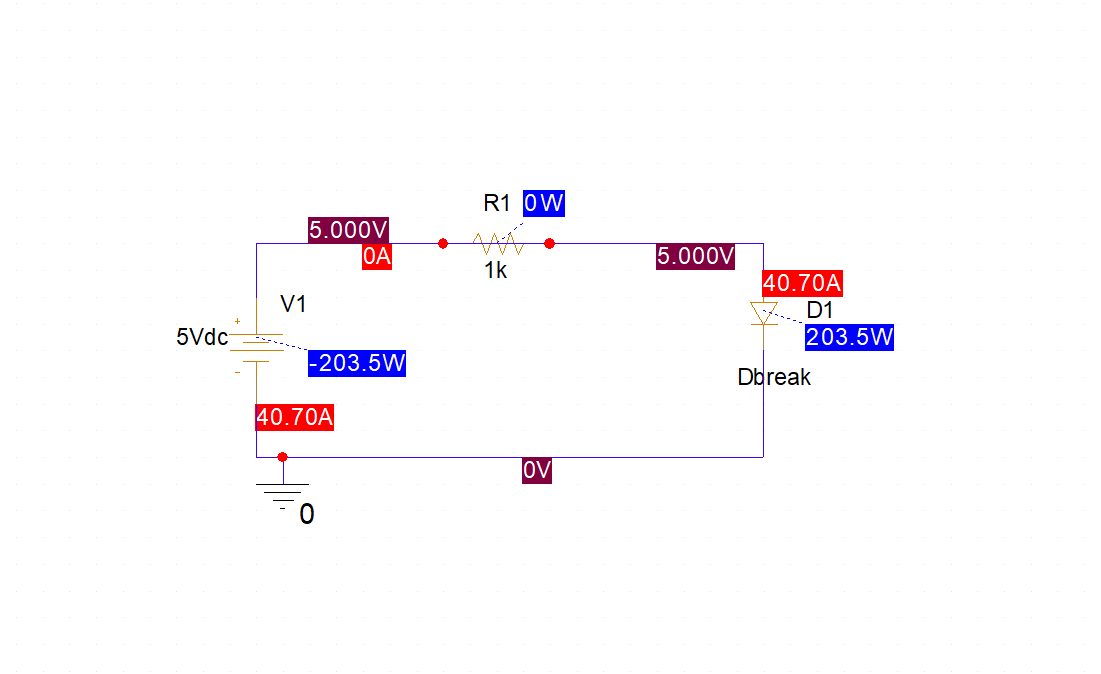 R1 0W
5.000V
0A
5.000V
1k
40.70A
V1
D1
+
5Vdc
203.5W
-203.5W
-
Dbreak
40.70A
0V
0